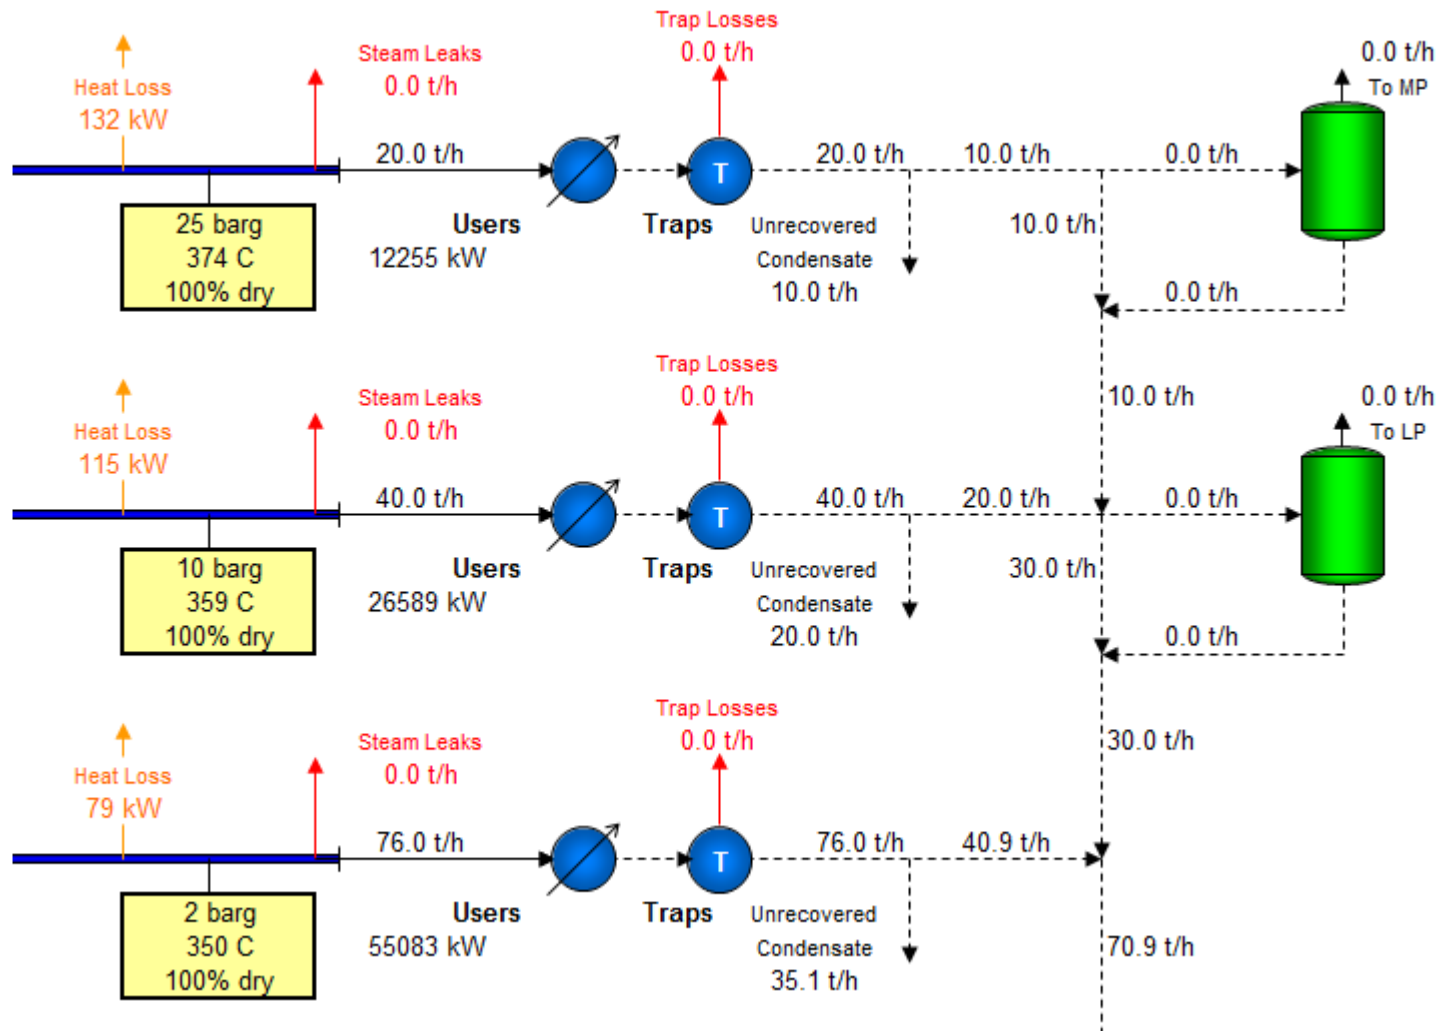 Trap Losses
0.0 t/h
Steam Leaks
0.0 t/h
Heat Loss
132 kW
0.0 t/h
To MP
20.0 t/h
T
20.0 t/h
10.0 t/h
0.0 t/h
25 barg
374 C
100% dry
Users
12255 kW
Traps
Unrecovered
Condensate
10.0 t/h
10.0 t/h
0.0 t/h
Trap Losses
0.0 t/h
Steam Leaks
0.0 t/h
Heat Loss
115 kW
10.0 t/h
0.0 t/h
To LP
40.0 t/h
T
40.0 t/h
20.0 t/h
0.0 t/h
10 barg
359 C
100% dry
Users
26589 kW
Traps
Unrecovered
Condensate
20.0 t/h
30.0 t/h
0.0 t/h
Trap Losses
0.0 t/h
Steam Leaks
0.0 t/h
Heat Loss
79 kW
30.0 t/h
76.0 t/h
T
76.0 t/h
40.9 t/h
2 barg
350 C
100% dry
Users
55083 kW
Traps
Unrecovered
Condensate
35.1 t/h
70.9 t/h